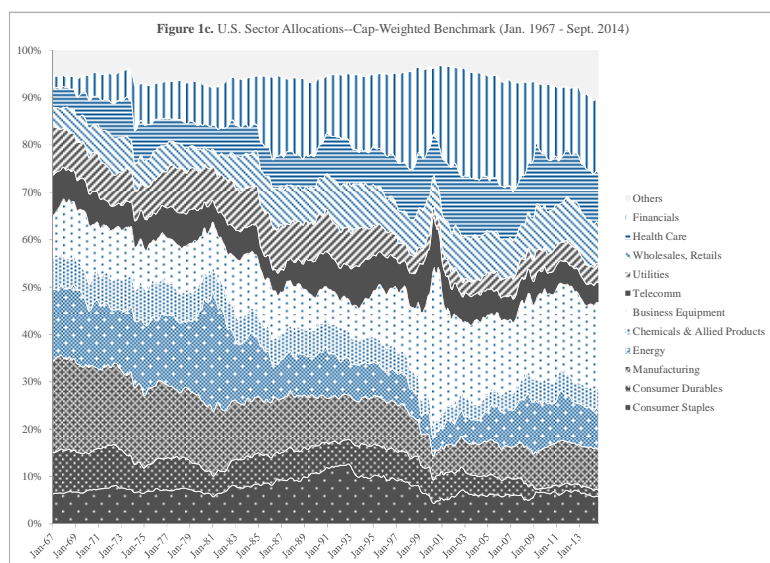 Figure 1c. U.S. Sector Allocations--Cap-Weighted Benchmark (Jan. 1967 - Sept. 2014)
100%
90%
80%
70%
60%
50%
40%
30%
20%
10%
0%
Jan-67
Jan-69
Jan-71
Jan-73
Jan-75
Jan-77
Jan-79
Jan-81
Jan-83
Jan-85
Jan-87
Jan-89
Jan-91
Jan-93
Jan-95
Jan-97
Jan-99
Jan-01
Jan-03
Jan-05
Jan-07
Jan-09
Jan-11
Jan-13
Others
Financials
Health Care
Wholesales, Retails
Utilities
Telecomm
Business Equipment
Chemicals & Allied Products
Energy
Manufacturing
Consumer Durables
Consumer Staples